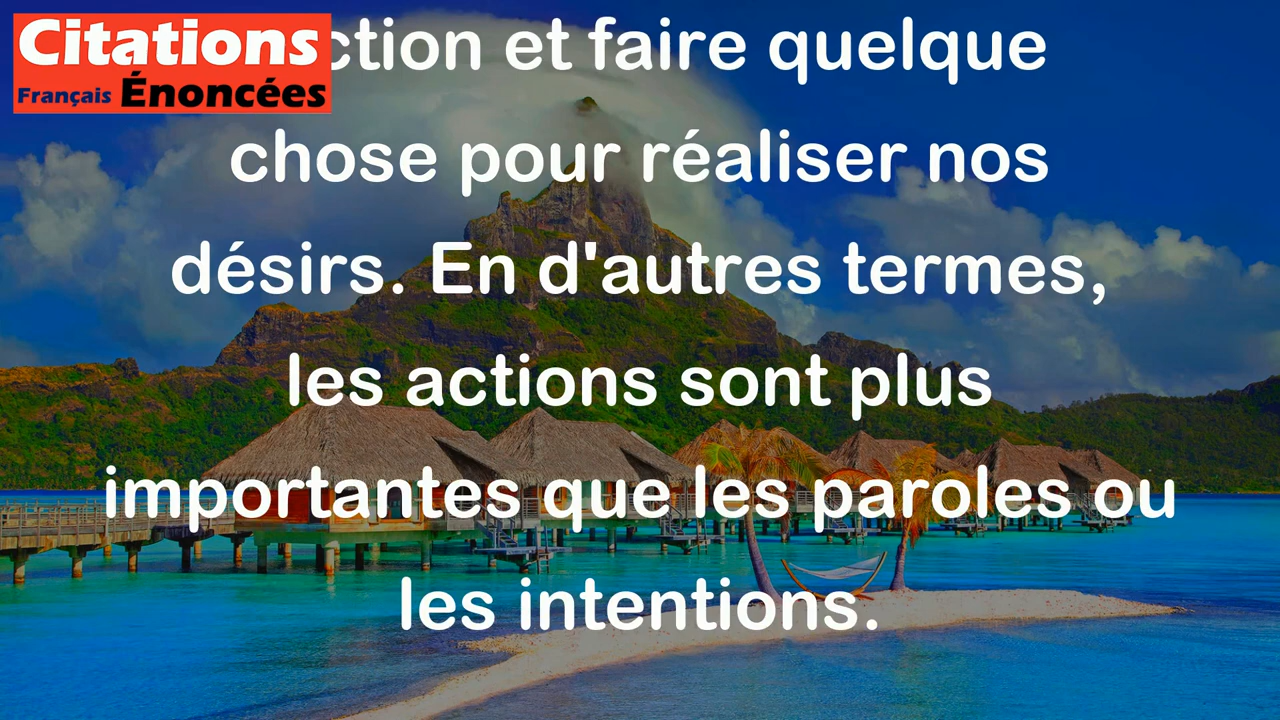 Citations
Français Énoncées
ction et faire quelque
chose pour réaliser nos
désirs. En d'autres termes,
les actions sont plus
importantes que les paroles ou
les intentions.